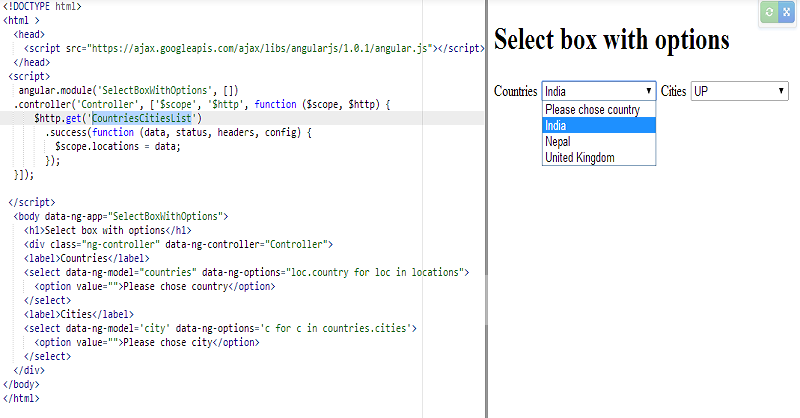 <!DOCTYPE html>
<html >
<head>
<script src="https://ajax.googleapis.com/ajax/libs/angularjs/1.0.1/angular.js"></script>
</head>
<script>
angular.module('SelectBoxWithOptions', [])
.controller('Controller', ['$scope', '$http', function ($scope, $http) {
$http.get('CountriesCitiesList')
.success(function (data, status, headers, config) {
$scope.locations = data;
});
}]);
</script>
<body data-ng-app="SelectBoxWithOptions">
<h1>Select box with options</h1>
<div class="ng-controller" data-ng-controller="Controller">
<label>Countries</label>
<select data-ng-model="countries" data-ng-options="loc.country for loc in locations">
<option value="">Please chose country</option>
</select>
<label>Cities</label>
<select data-ng-model='city' data-ng-options='c for c in countries.cities'>
<option value="">Please chose city</option>
</select>
</div>
</body>
</html>
Select box with options
Countries India Cities UP
Please chose country
India
Nepal
United Kingdom